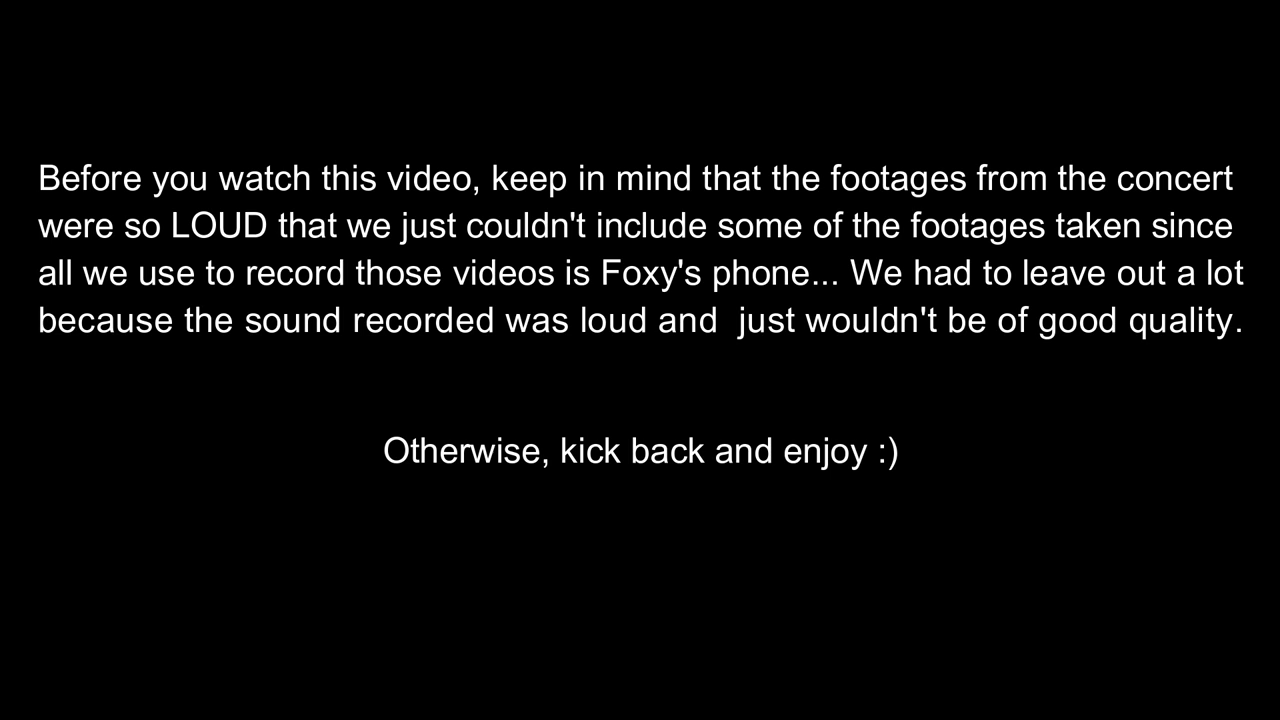 Before you watch this video, keep in mind that the footages from the concert
were so LOUD that we just couldn't include some of the footages taken since
all we use to record those videos is Foxy's phone... We had to leave out a lot
because the sound recorded was loud and  just wouldn't be of good quality.
Otherwise, kick back and enjoy :)